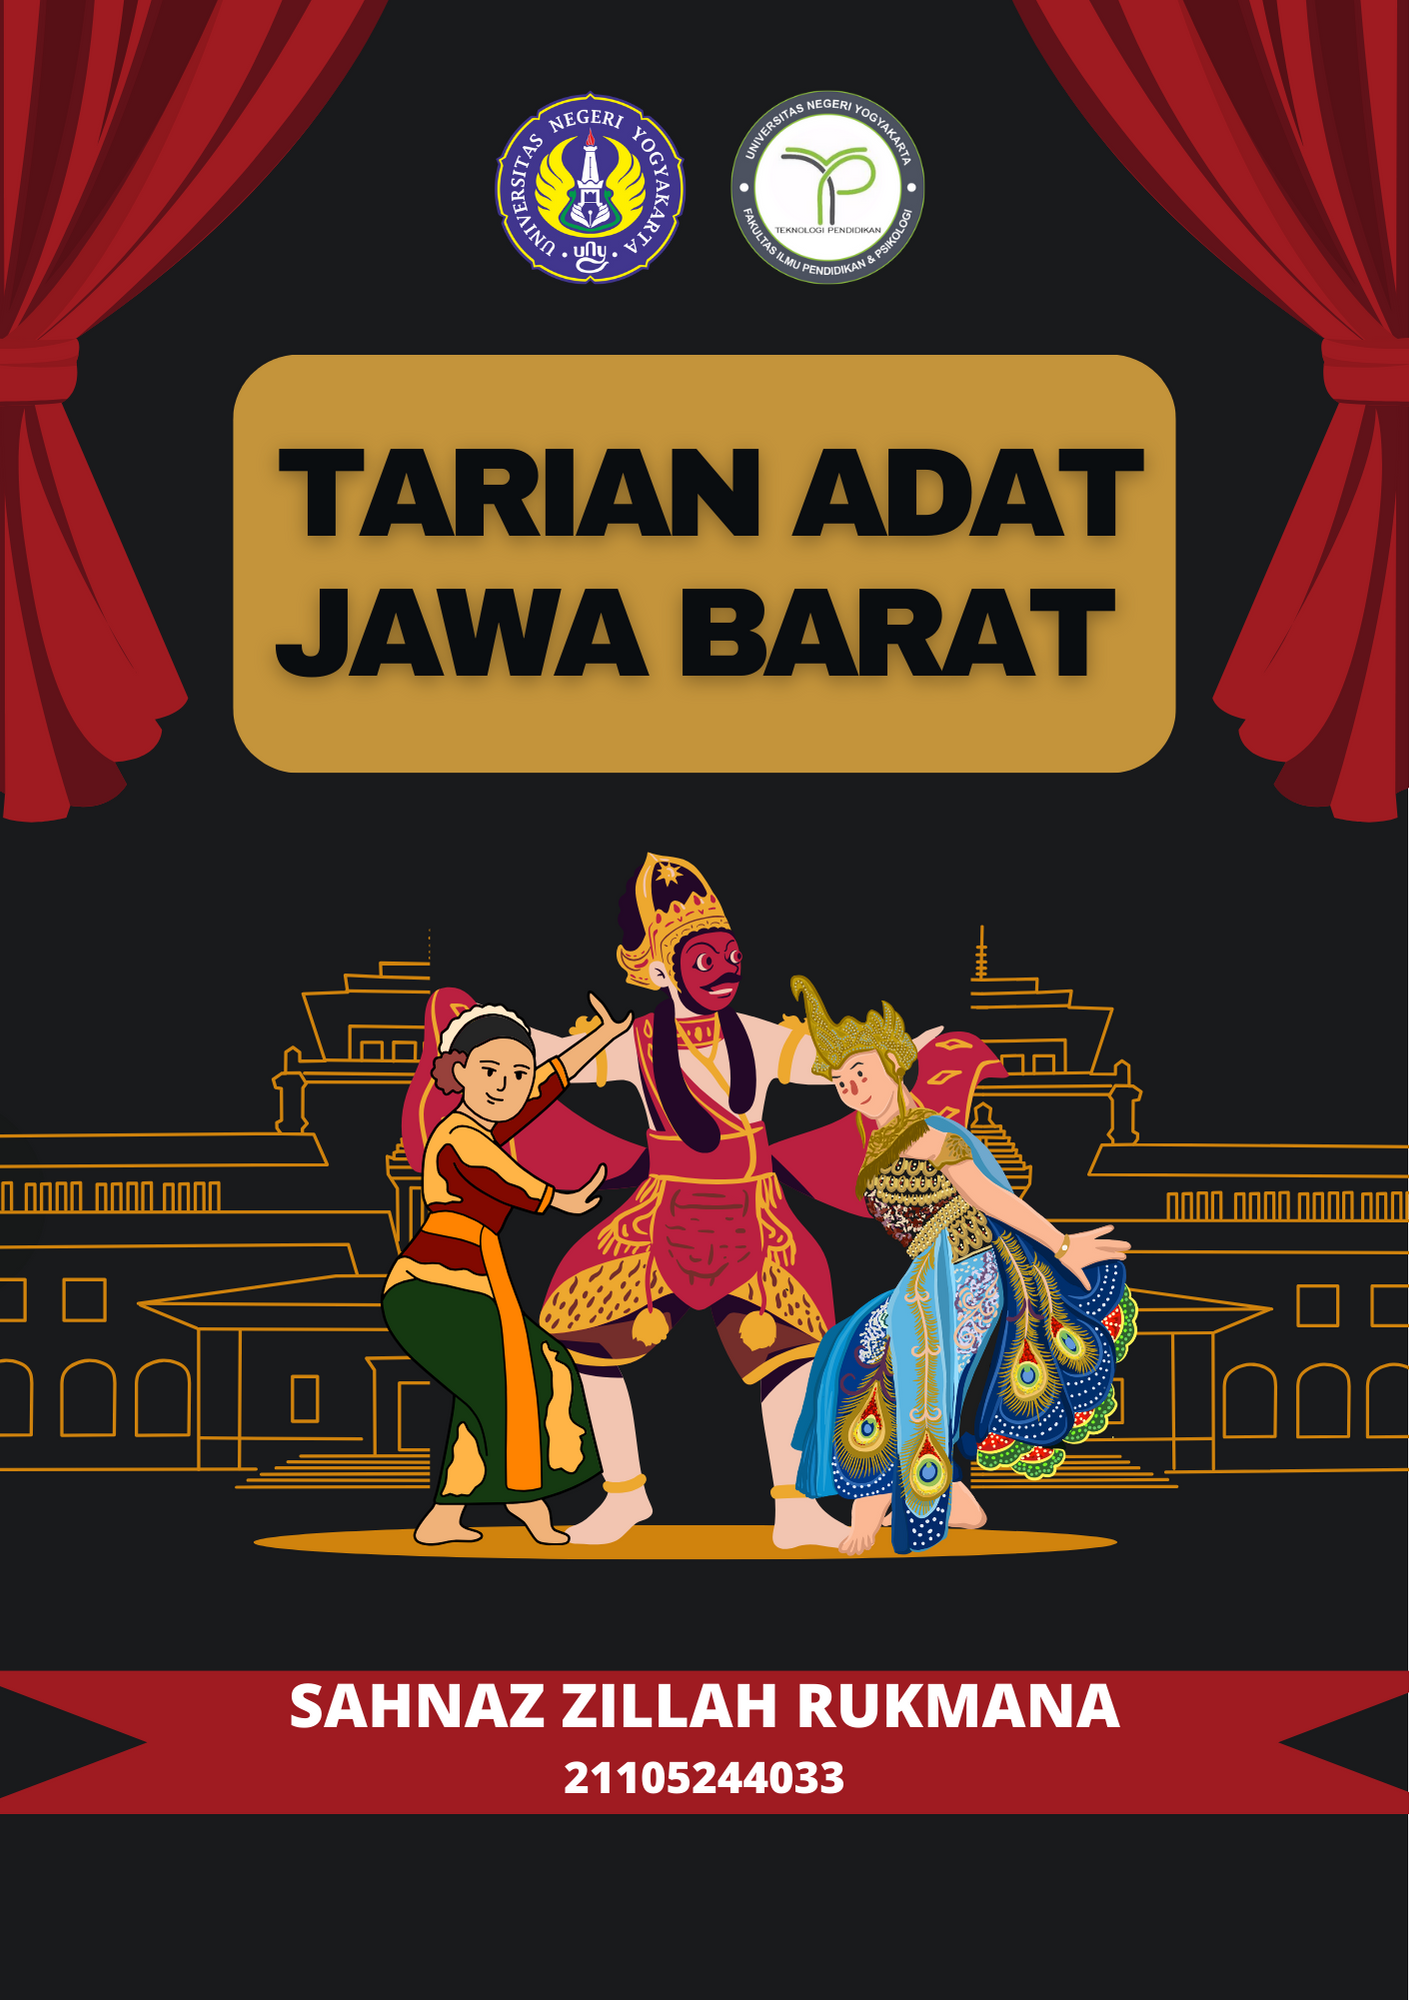 UNIVERSITAS NEGERI YOGYAKARTA
uny
UNIVERSITAS NEGERI YOGYAKARTA
TEKNOLOGI PENDIDIKAN
FAKULTAS ILMU PENDIDIKAN & PSIKOLOGI
TARIAN ADAT
JAWA BARAT
SAHNAZ ZILLAH RUKMANA
21105244033